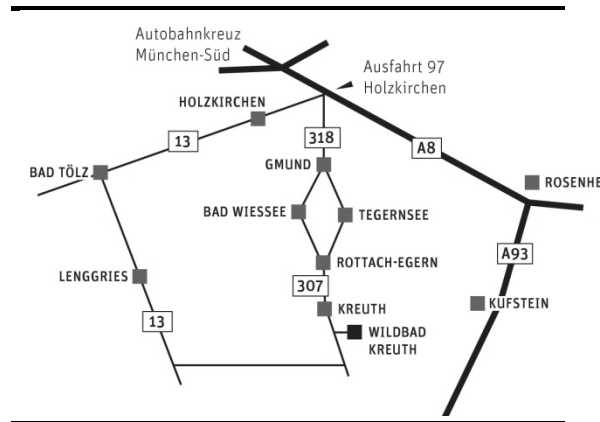 Autobahnkreuz
München-Süd
Ausfahrt 97
Holzkirchen
HOLZKIRCHEN
13
318
A8
GMUND
BAD TÖLZ
ROSENHE
BAD WIESSEE
TEGERNSEE
A93
ROTTACH-EGERN
LENGGRIES
307
KUFSTEIN
KREUTH
13
WILDBAD
KREUTH